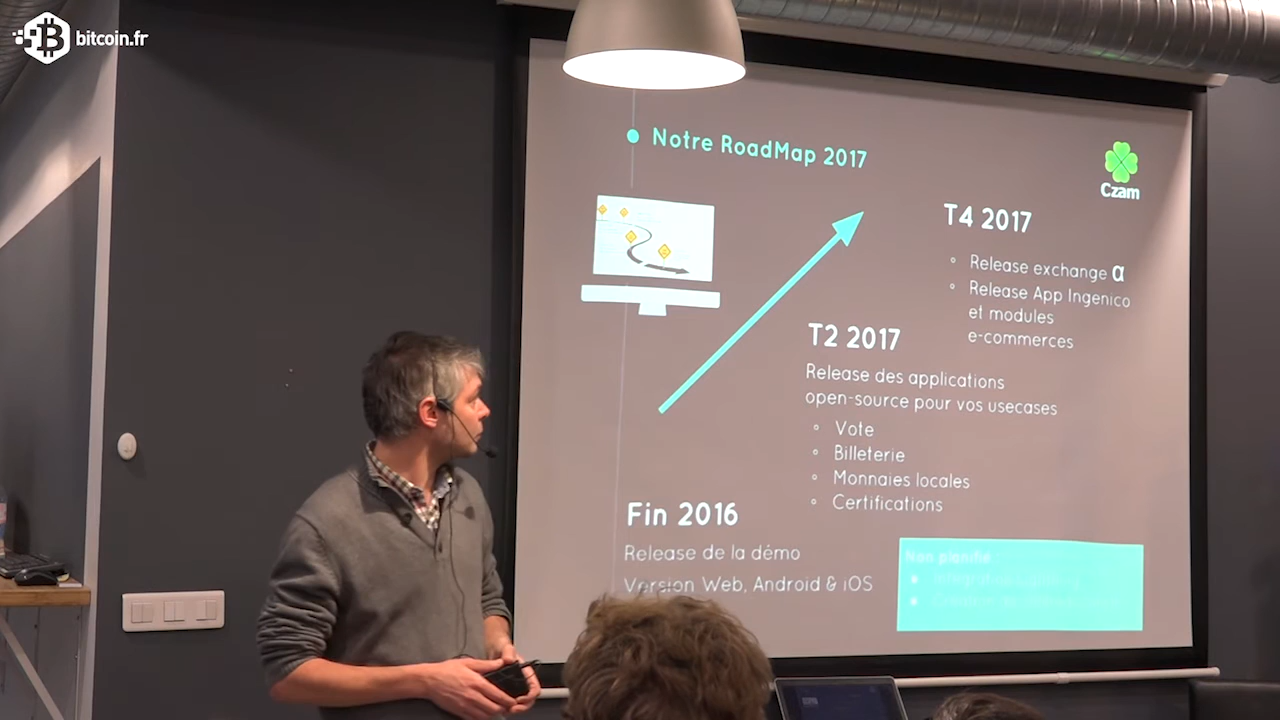 bitcoin.fr
Notre RoadMap 2017
Czam
T4 2017
Release exchange α
Release App Ingenico
et modules
e-commerces
T2 2017
Release des applications
open-source pour vos usecases
Vote
Billeterie
Monnaies locales
Certifications
Fin 2016
Release de la démo
Version Web, Android & iOS
Non planifié